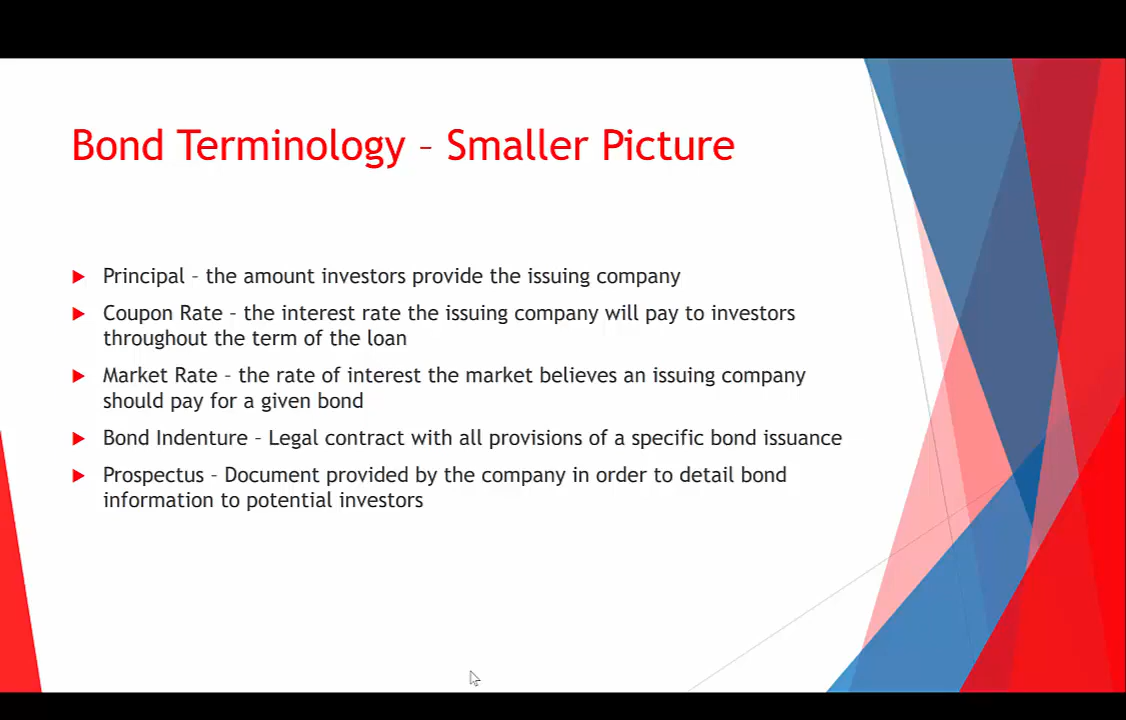 Bond Terminology – Smaller Picture
Principal – the amount investors provide the issuing company
Coupon Rate – the interest rate the issuing company will pay to investors
throughout the term of the loan
Market Rate – the rate of interest the market believes an issuing company
should pay for a given bond
Bond Indenture – Legal contract with all provisions of a specific bond issuance
Prospectus – Document provided by the company in order to detail bond
information to potential investors